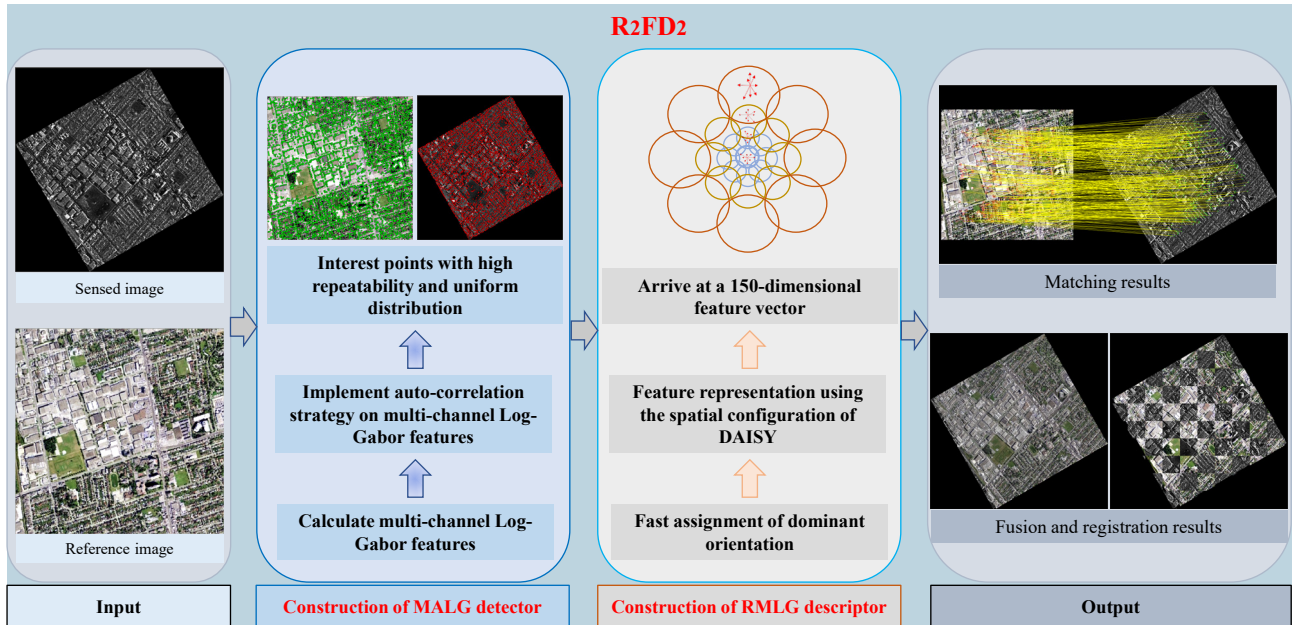 R2FD2
Sensed image
Reference image
Input
Interest points with high
repeatability and uniform
distribution
Implement auto-correlation
strategy on multi-channel Log-
Gabor features
Calculate multi-channel Log-
Gabor features
Construction of MALG detector
Arrive at a 150-dimensional
feature vector
Feature representation using
the spatial configuration of
DAISY
Fast assignment of dominant
orientation
Construction of RMLG descriptor
Matching results
Fusion and registration results
Output